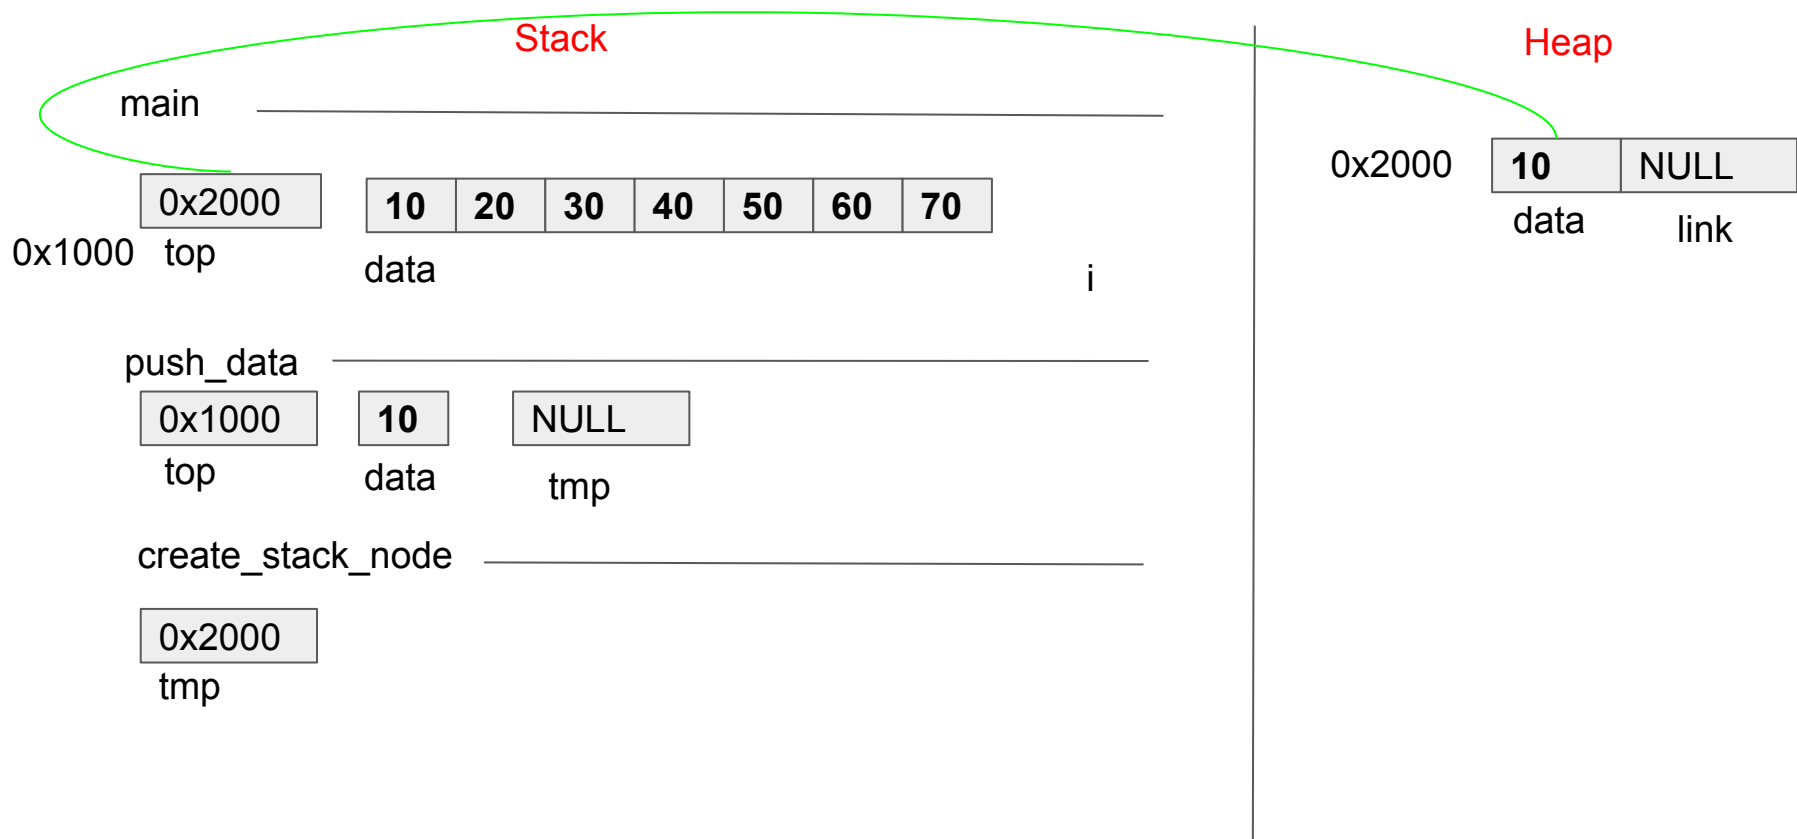 Stack
Heap
main
0x2000
10 20 30 40 50 60 70
0x1000 top
data
i
0x2000
10 NULL
data
link
push_data
0x1000
10
NULL
top
data
tmp
create_stack_node
0x2000
tmp